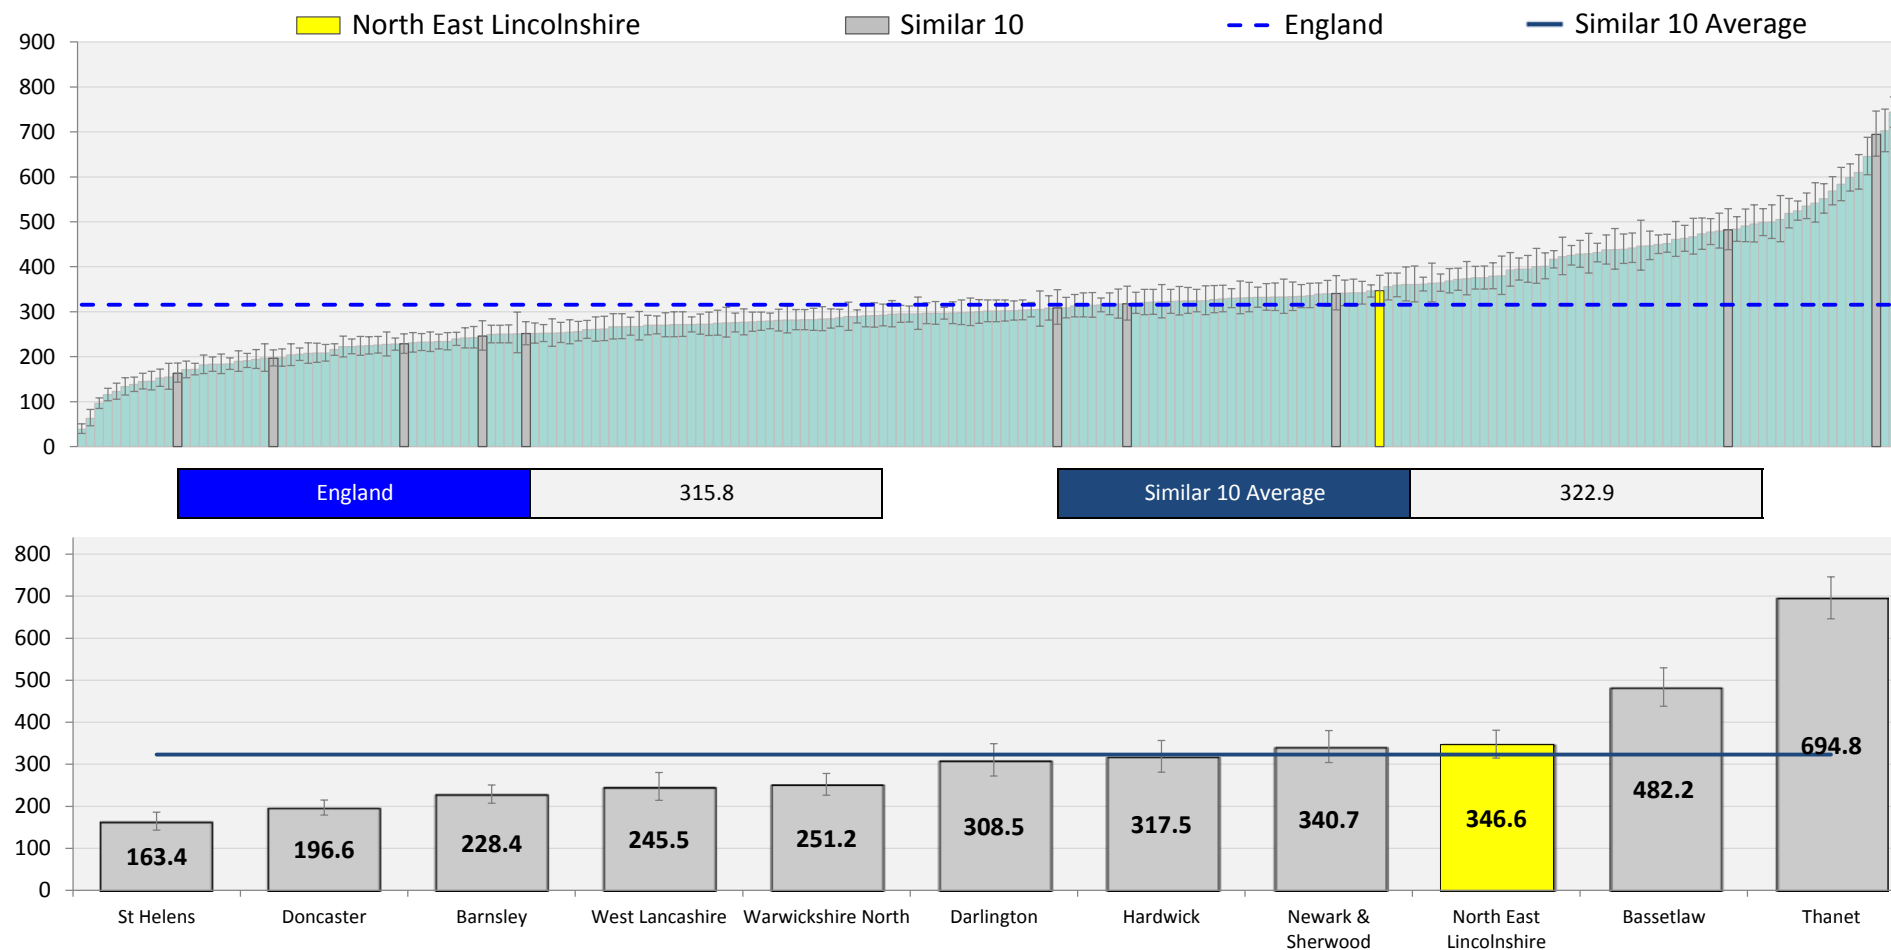 North East Lincolnshire
Similar 10
England
Similar 10 Average
900
800
700
600
500
400
300
200
100
0
England 315.8
Similar 10 Average 322.9
800
700
600
500
400
300
200
100
0
163.4
196.6
228.4
245.5
251.2
308.5
317.5
340.7
346.6
482.2
694.8
St Helens
Doncaster
Barnsley
West Lancashire
Warwickshire North
Darlington
Hardwick
Newark &
Sherwood
North East
Lincolnshire
Bassetlaw
Thanet